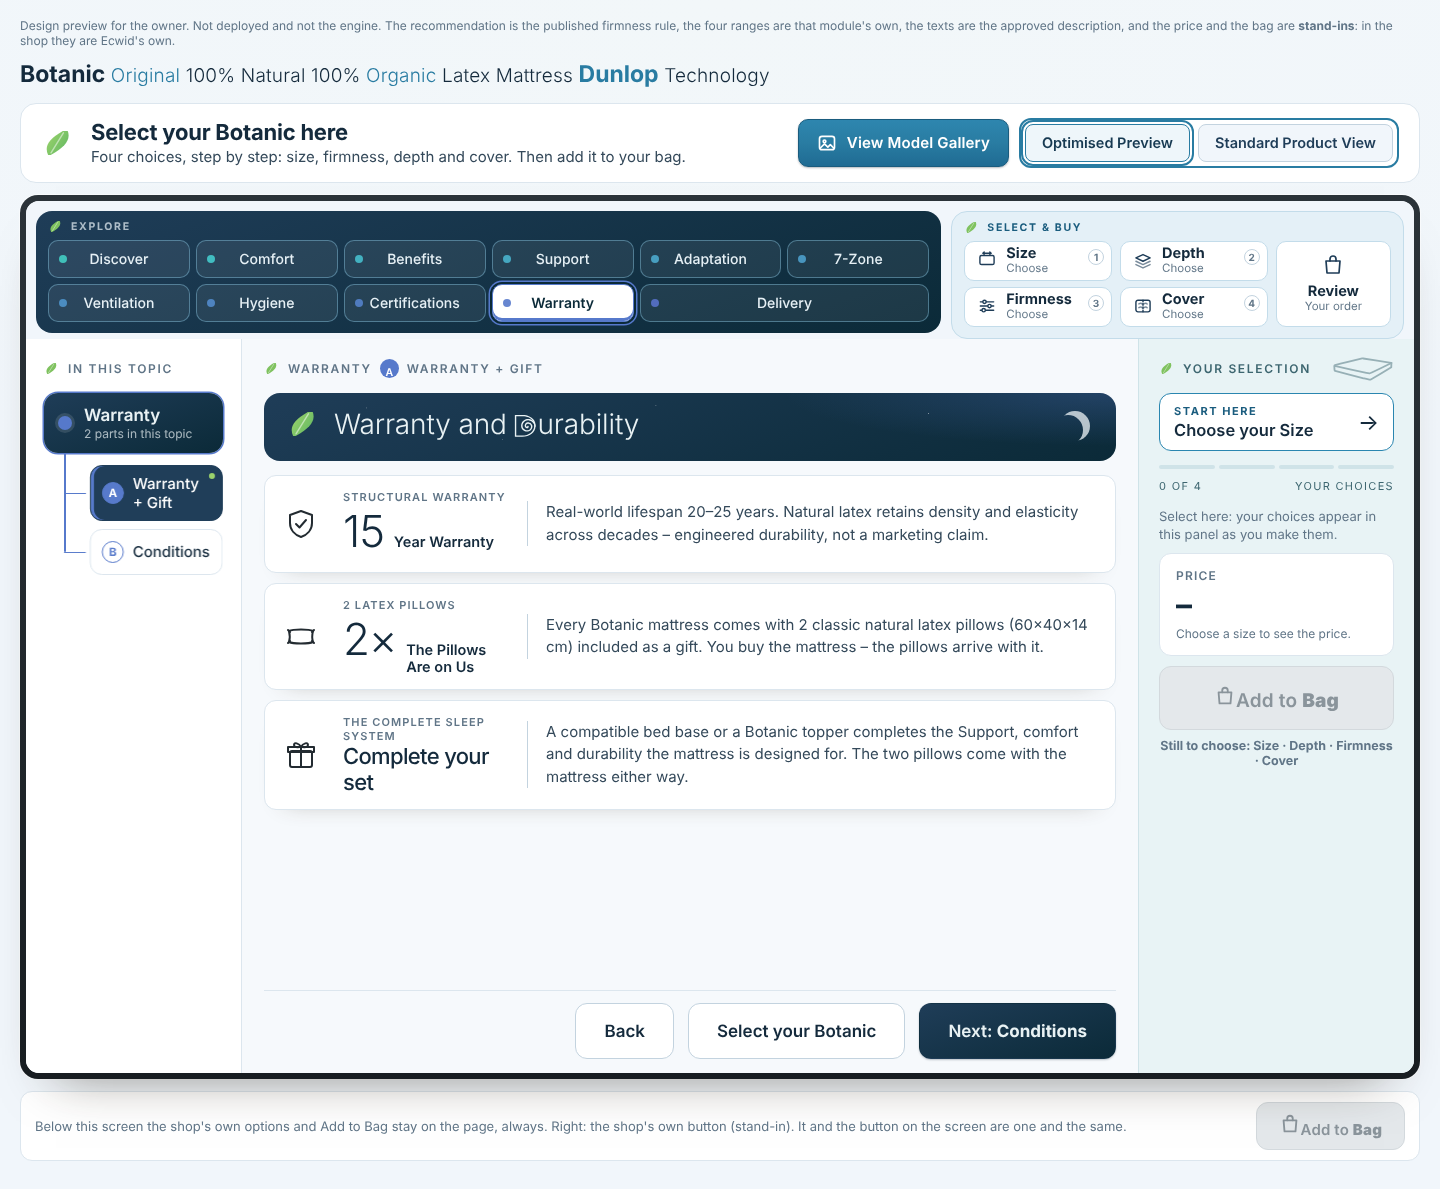 Design preview for the owner. Not deployed and not the engine. The recommendation is the published firmness rule, the four ranges are that module's own, the texts are the approved description, and the price and the bag are stand-ins: in the
shop they are Ecwid's own.
Botanic Original 100% Natural 100% Organic Latex Mattress Dunlop Technology
Select your Botanic here
Four choices, step by step: size, firmness, depth and cover. Then add it to your bag.
View Model Gallery
Optimised Preview
Standard Product View
EXPLORE
Discover
Comfort
Benefits
Support
Adaptation
7-Zone
Ventilation
Hygiene
Certifications
Warranty
Delivery
SELECT & BUY
Size
Choose
1
Depth
Choose
2
Firmness
Choose
3
Cover
Choose
4
Review
Your order
IN THIS TOPIC
Warranty
2 parts in this topic
A
Warranty
+ Gift
B
Conditions
WARRANTY A WARRANTY + GIFT
Warranty and Durability
STRUCTURAL WARRANTY
15 Year Warranty
Real-world lifespan 20–25 years. Natural latex retains density and elasticity
across decades – engineered durability, not a marketing claim.
2 LATEX PILLOWS
2× The Pillows
Are on Us
Every Botanic mattress comes with 2 classic natural latex pillows (60×40×14
cm) included as a gift. You buy the mattress – the pillows arrive with it.
THE COMPLETE SLEEP
SYSTEM
Complete your
set
A compatible bed base or a Botanic topper completes the Support, comfort
and durability the mattress is designed for. The two pillows come with the
mattress either way.
Back
Select your Botanic
Next: Conditions
YOUR SELECTION
START HERE
Choose your Size
0 OF 4
YOUR CHOICES
Select here: your choices appear in
this panel as you make them.
PRICE
–
Choose a size to see the price.
Add to Bag
Still to choose: Size · Depth · Firmness
· Cover
Below this screen the shop's own options and Add to Bag stay on the page, always. Right: the shop's own button (stand-in). It and the button on the screen are one and the same.
Add to Bag